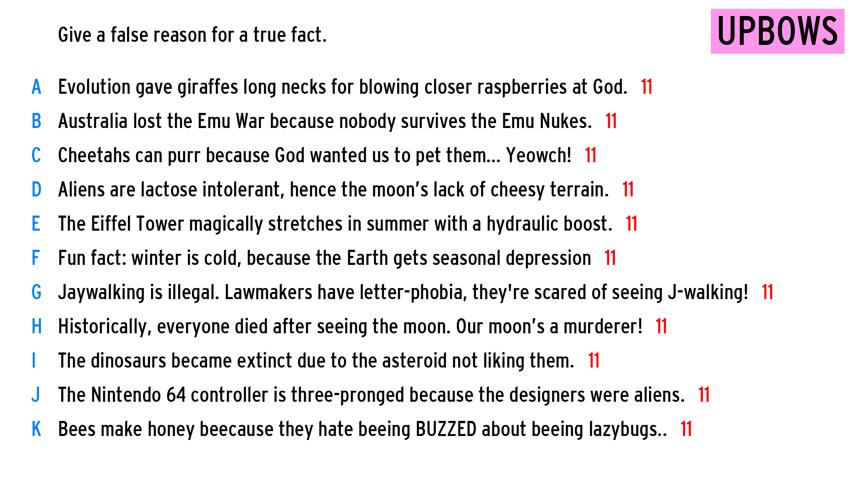 Give a false reason for a true fact.
UPBOWS
A Evolution gave giraffes long necks for blowing closer raspberries at God. 11
B Australia lost the Emu War because nobody survives the Emu Nukes. 11
C Cheetahs can purr because God wanted us to pet them... Yeowch! 11
D Aliens are lactose intolerant, hence the moon’s lack of cheesy terrain. 11
E The Eiffel Tower magically stretches in summer with a hydraulic boost. 11
F Fun fact: winter is cold, because the Earth gets seasonal depression 11
G Jaywalking is illegal. Lawmakers have letter-phobia, they're scared of seeing J-walking! 11
H Historically, everyone died after seeing the moon. Our moon’s a murderer! 11
I The dinosaurs became extinct due to the asteroid not liking them. 11
J The Nintendo 64 controller is three-pronged because the designers were aliens. 11
K Bees make honey beecause they hate beeing BUZZED about beeing lazybugs.. 11